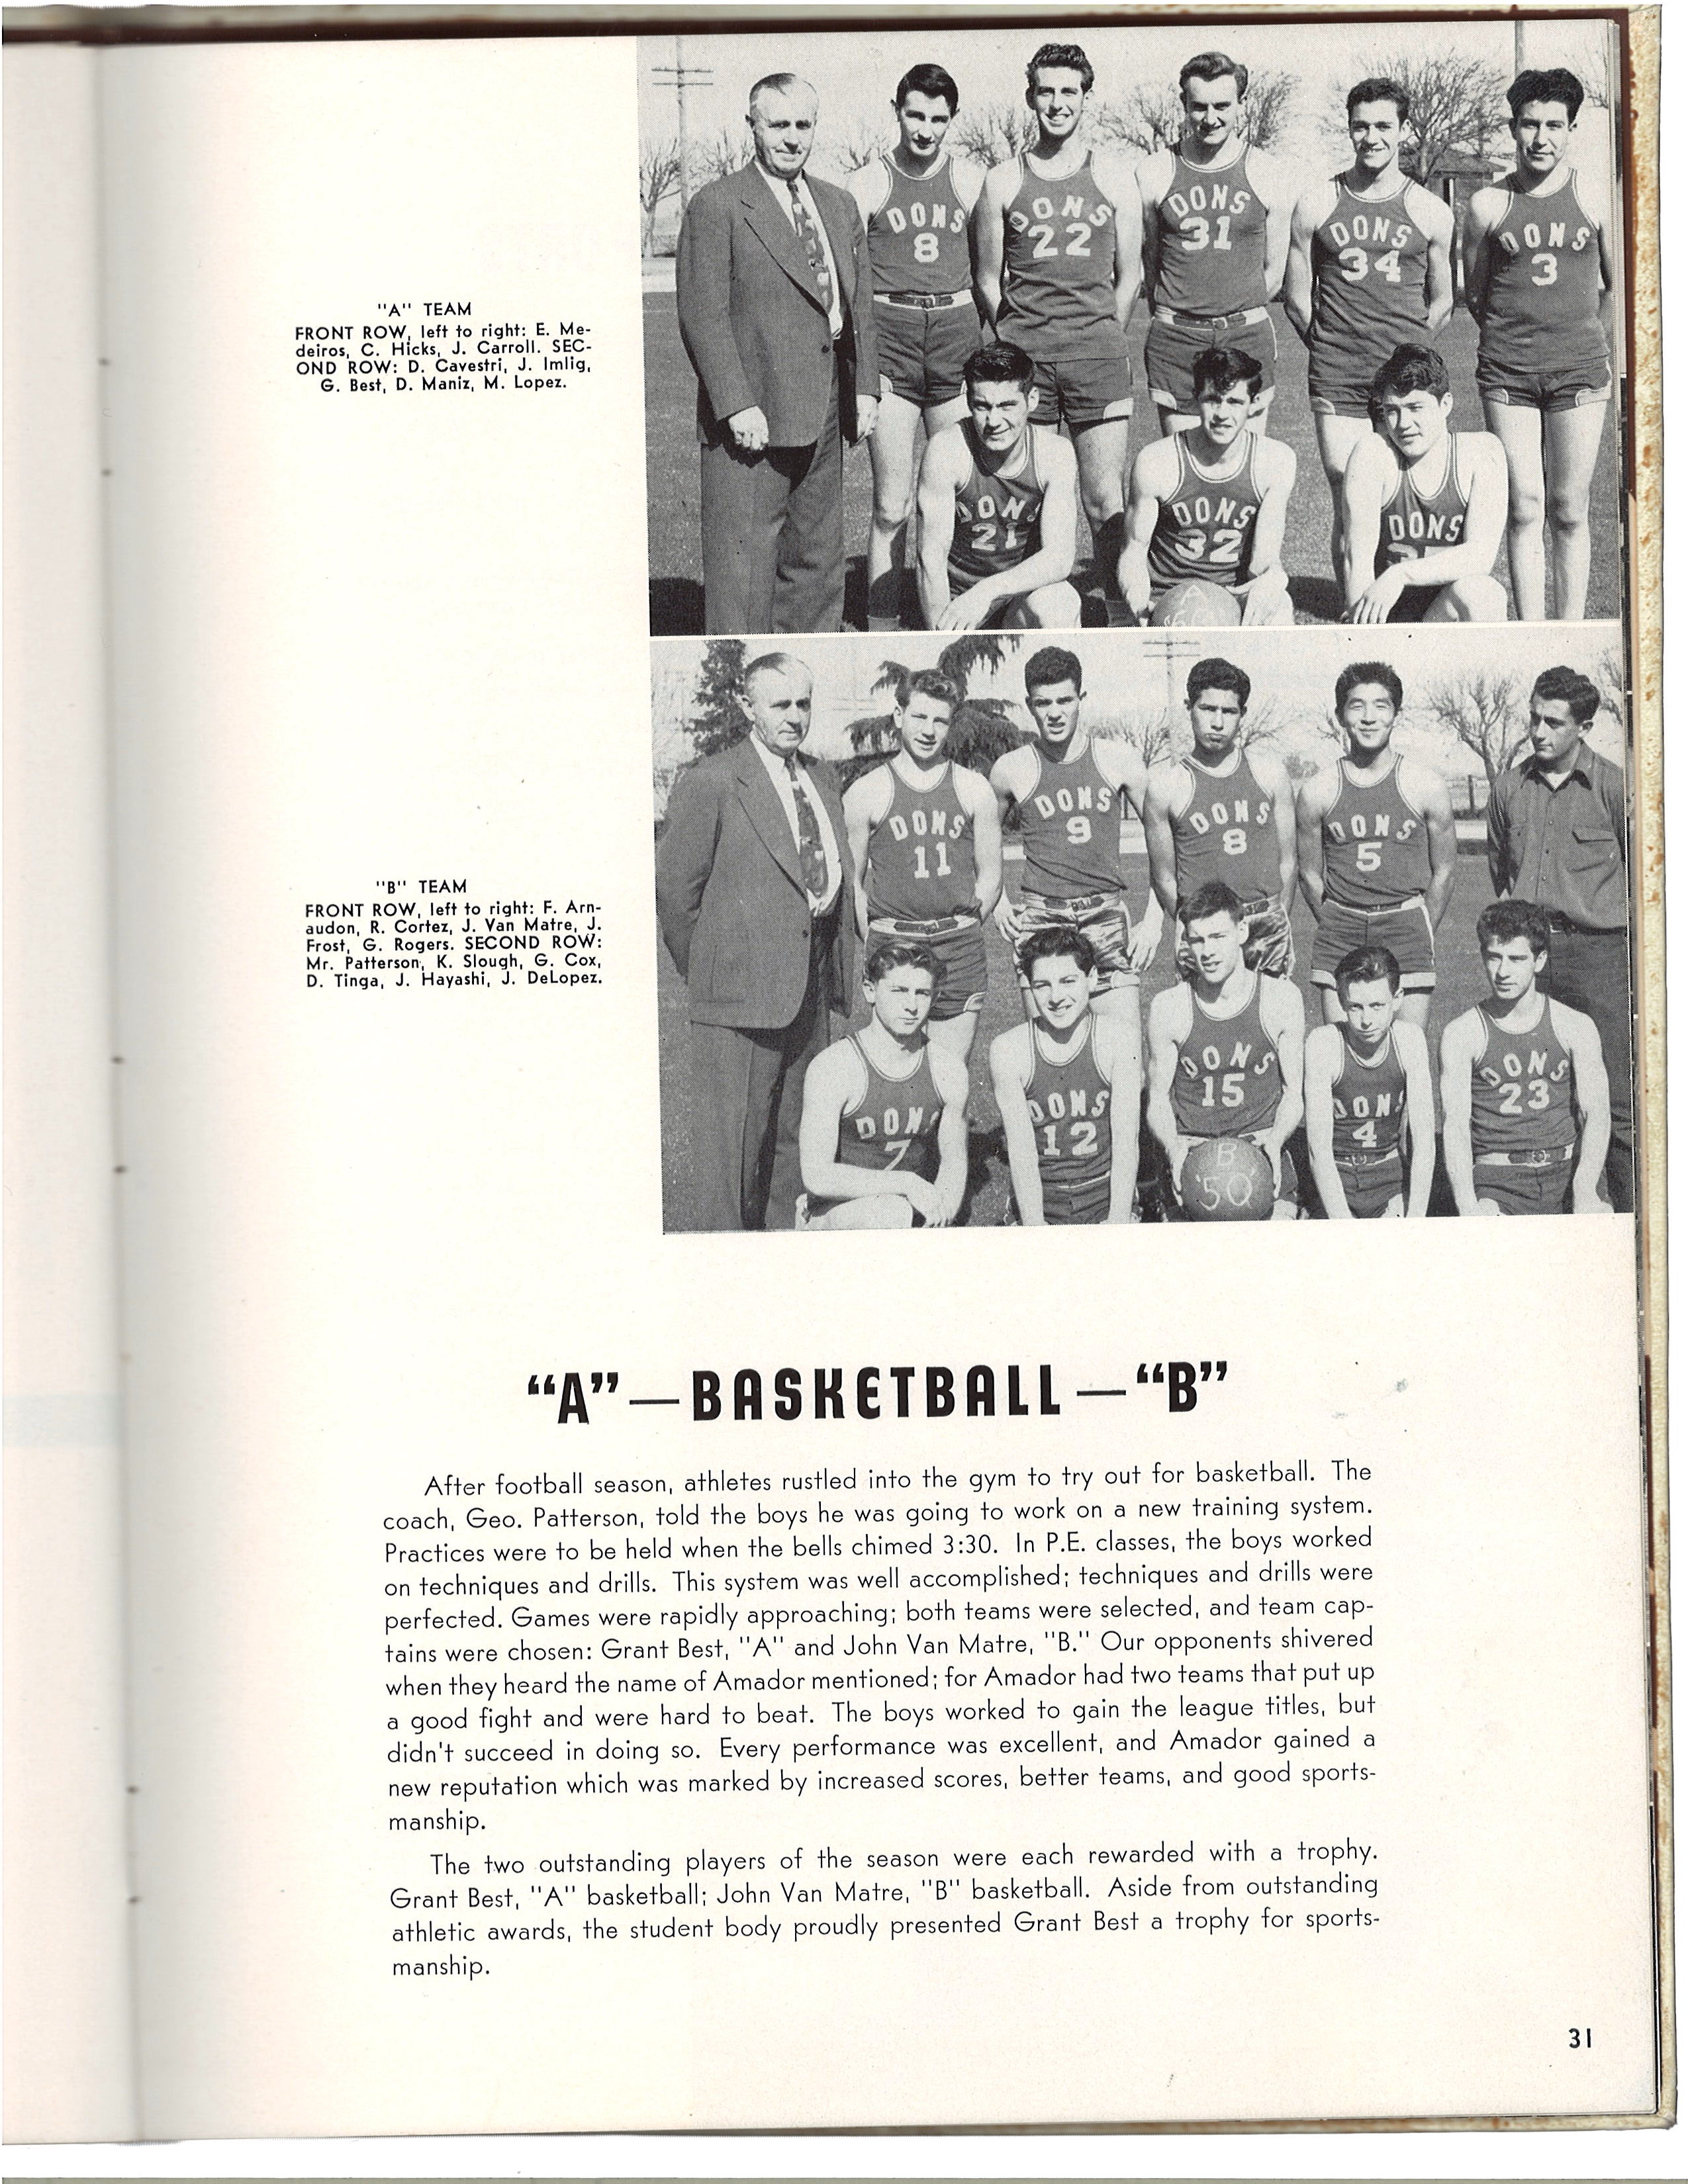 DONS
8
DONS
22
DONS
31
DONS
34
DONS
3
DONS
21
DONS
32
DONS
A
"A" TEAM
FRONT ROW, left to right: E. Me-
deiros, C. Hicks, J. Carroll. SEC-
OND ROW: D. Cavestri, J. Imlig,
G. Best, D. Maniz, M. Lopez.
DONS
11
DONS
9
DONS
8
DONS
5
DONS
7
DONS
12
DONS
15
DONS
4
DONS
23
B
'50
"B" TEAM
FRONT ROW, left to right: F. Arn-
audon, R. Cortez, J. Van Matre, J.
Frost, G. Rogers. SECOND ROW:
Mr. Patterson, K. Slough, G. Cox,
D. Tinga, J. Hayashi, J. DeLopez.
“A”—BASKETBALL—“B”
After football season, athletes rustled into the gym to try out for basketball. The
coach, Geo. Patterson, told the boys he was going to work on a new training system.
Practices were to be held when the bells chimed 3:30. In P.E. classes, the boys worked
on techniques and drills. This system was well accomplished; techniques and drills were
perfected. Games were rapidly approaching; both teams were selected, and team cap-
tains were chosen: Grant Best, "A" and John Van Matre, "B." Our opponents shivered
when they heard the name of Amador mentioned; for Amador had two teams that put up
a good fight and were hard to beat. The boys worked to gain the league titles, but
didn't succeed in doing so. Every performance was excellent, and Amador gained a
new reputation which was marked by increased scores, better teams, and good sports-
manship.
The two outstanding players of the season were each rewarded with a trophy.
Grant Best, "A" basketball; John Van Matre, "B" basketball. Aside from outstanding
athletic awards, the student body proudly presented Grant Best a trophy for sports-
manship.
31